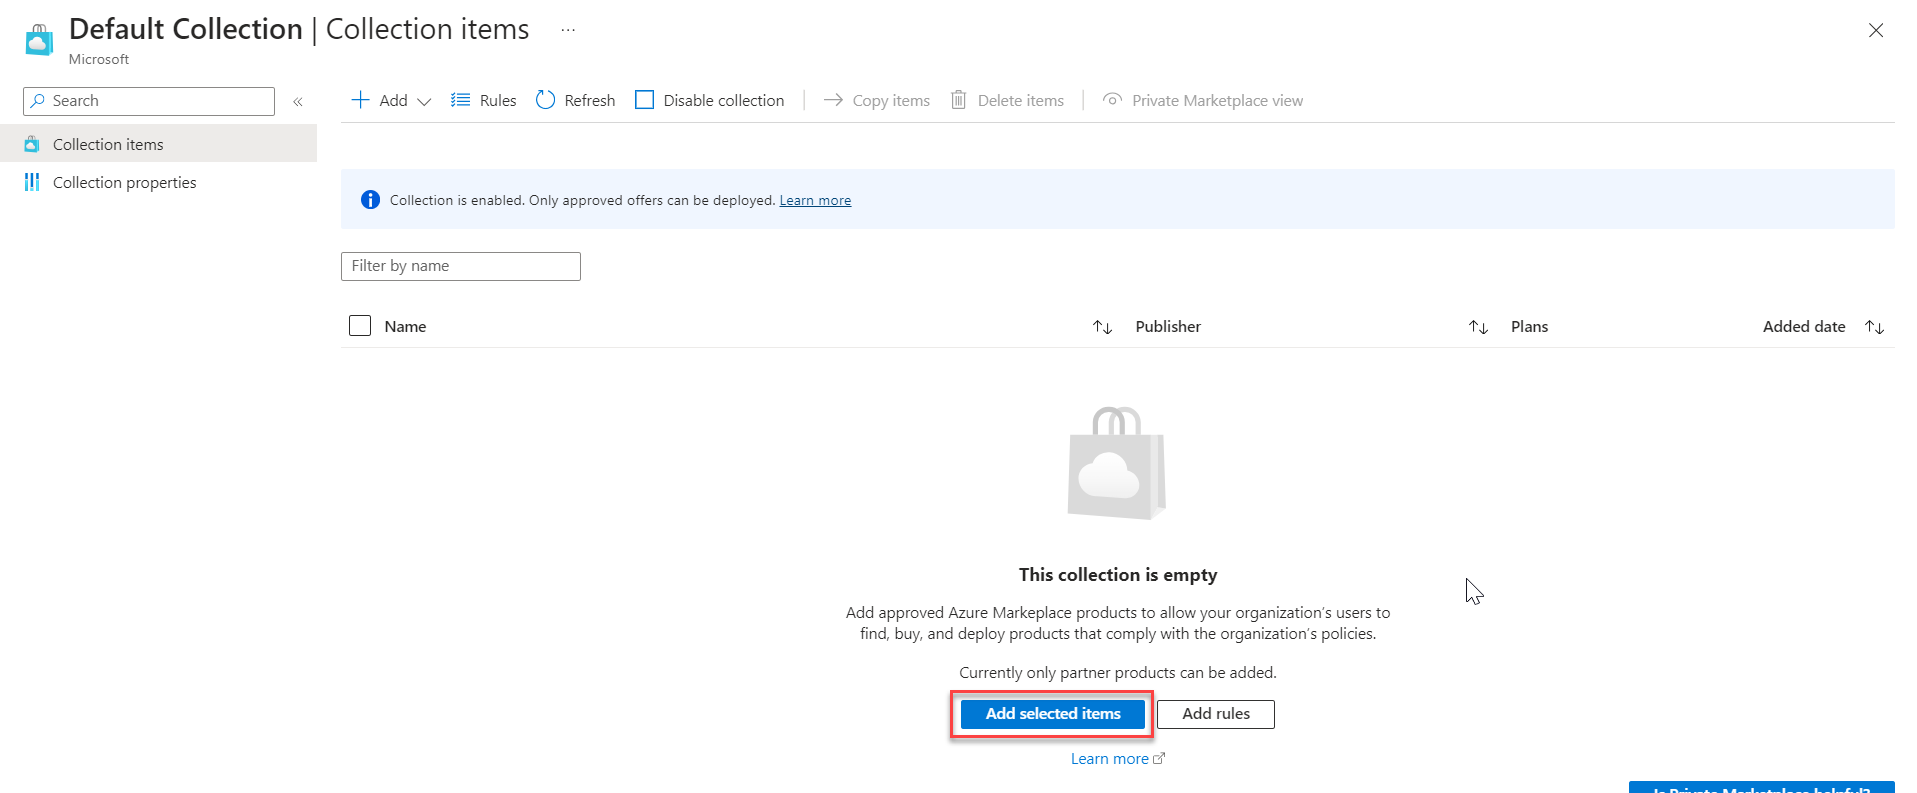 Default Collection | Collection items ...
Microsoft
Search «
Add Rules Refresh Disable collection Copy items Delete items Private Marketplace view
Collection items
Collection properties
Collection is enabled. Only approved offers can be deployed. Learn more
Filter by name
Name Publisher Plans Added date
This collection is empty
Add approved Azure Markeplace products to allow your organization's users to
find, buy, and deploy products that comply with the organization's policies.
Currently only partner products can be added.
Add selected items Add rules
Learn more
Is Private Marketplace helpful?